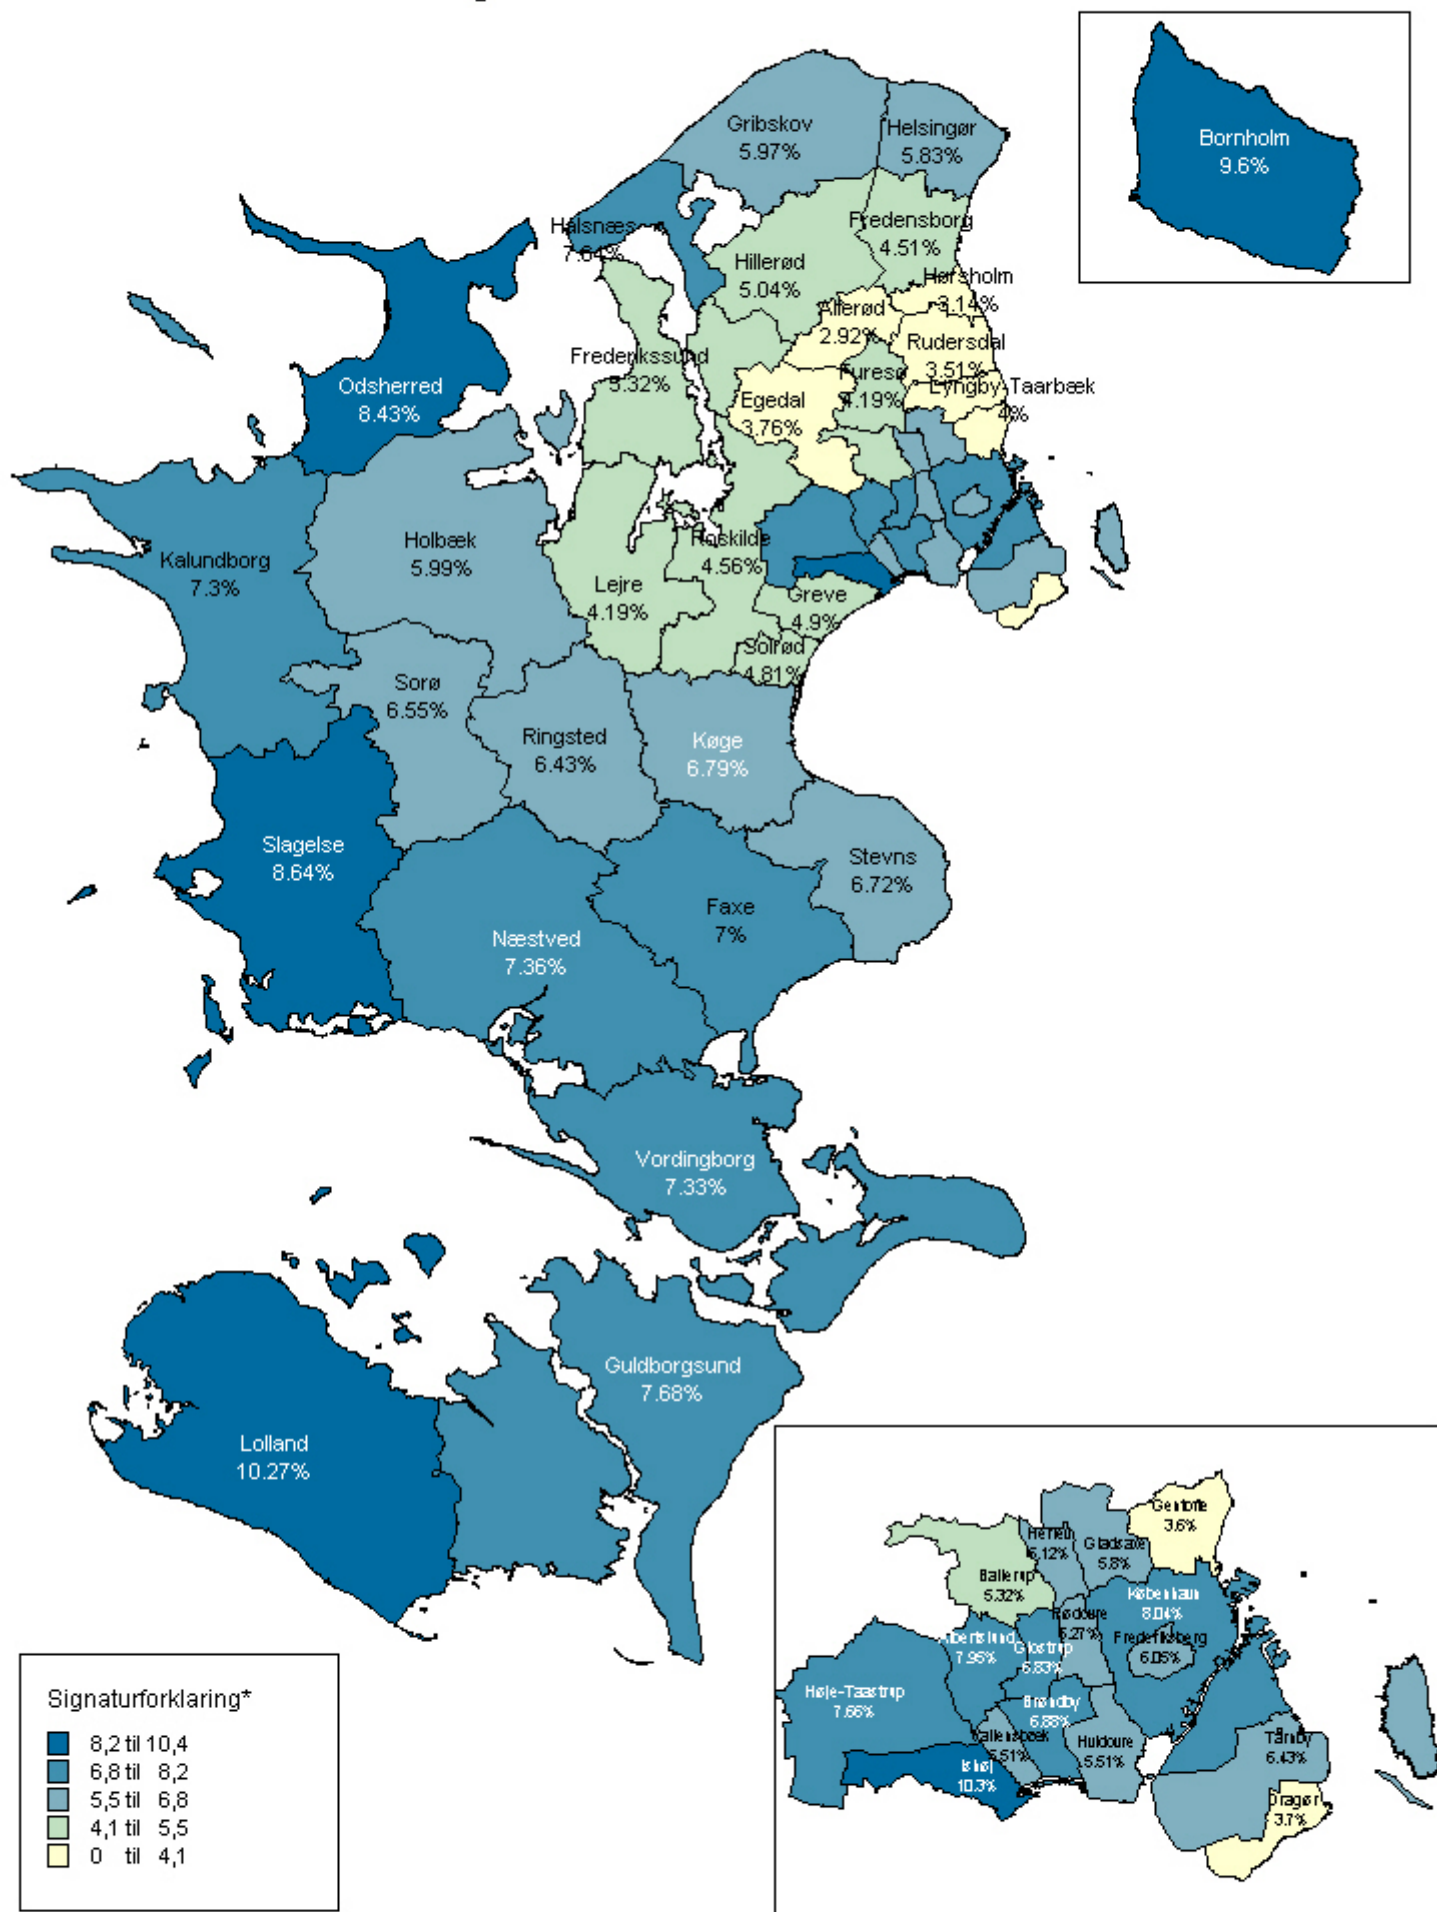 Bornholm
9.6%
Gribskov
5.97%
Helsingør
5.83%
Halsnæs
7.64%
Fredensborg
4.51%
Hillerød
5.04%
Hørsholm
3.14%
Allerød
2.92%
Rudersdal
3.51%
Frederikssund
5.32%
Furesø
4.19%
Lyngby-Taarbæk
4%
Egedal
3.76%
Odsherred
8.43%
Kalundborg
7.3%
Holbæk
5.99%
Roskilde
4.56%
Lejre
4.19%
Greve
4.9%
Solrød
4.81%
Sorø
6.55%
Ringsted
6.43%
Køge
6.79%
Slagelse
8.64%
Stevns
6.72%
Faxe
7%
Næstved
7.36%
Vordingborg
7.33%
Guldborgsund
7.68%
Lolland
10.27%
Gentofte
3.6%
Herlev
6.12%
Gladsaxe
5.8%
Ballerup
5.32%
København
8.04%
Rødovre
6.27%
Frederiksberg
6.05%
Albertslund
7.95%
Glostrup
6.83%
Høje-Taastrup
7.66%
Brøndby
6.88%
Vallensbæk
5.51%
Hvidovre
5.51%
Ishøj
10.3%
Tårnby
6.43%
Dragør
3.7%
Signaturforklaring*
8,2 til 10,4
6,8 til 8,2
5,5 til 6,8
4,1 til 5,5
0 til 4,1